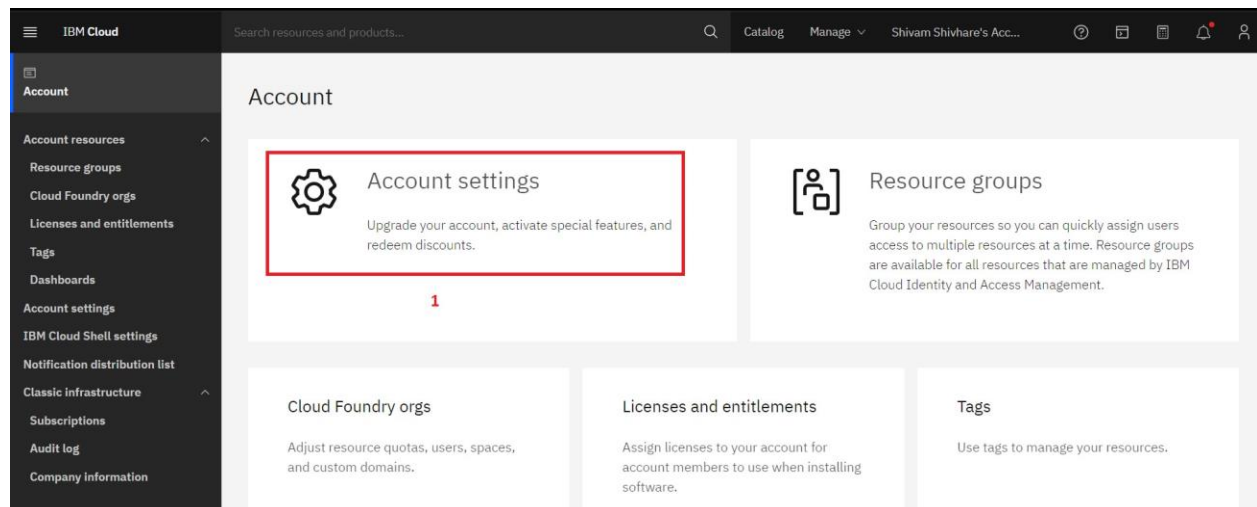 IBM Cloud
Search resources and products...
Catalog
Manage
Shivam Shivhare's Acc...
Account
Account resources
Resource groups
Cloud Foundry orgs
Licenses and entitlements
Tags
Dashboards
Account settings
IBM Cloud Shell settings
Notification distribution list
Classic infrastructure
Subscriptions
Audit log
Company information
Account
Account settings
Upgrade your account, activate special features, and
redeem discounts.
1
Resource groups
Group your resources so you can quickly assign users
access to multiple resources at a time. Resource groups
are available for all resources that are managed by IBM
Cloud Identity and Access Management.
Cloud Foundry orgs
Adjust resource quotas, users, spaces,
and custom domains.
Licenses and entitlements
Assign licenses to your account for
account members to use when installing
software.
Tags
Use tags to manage your resources.